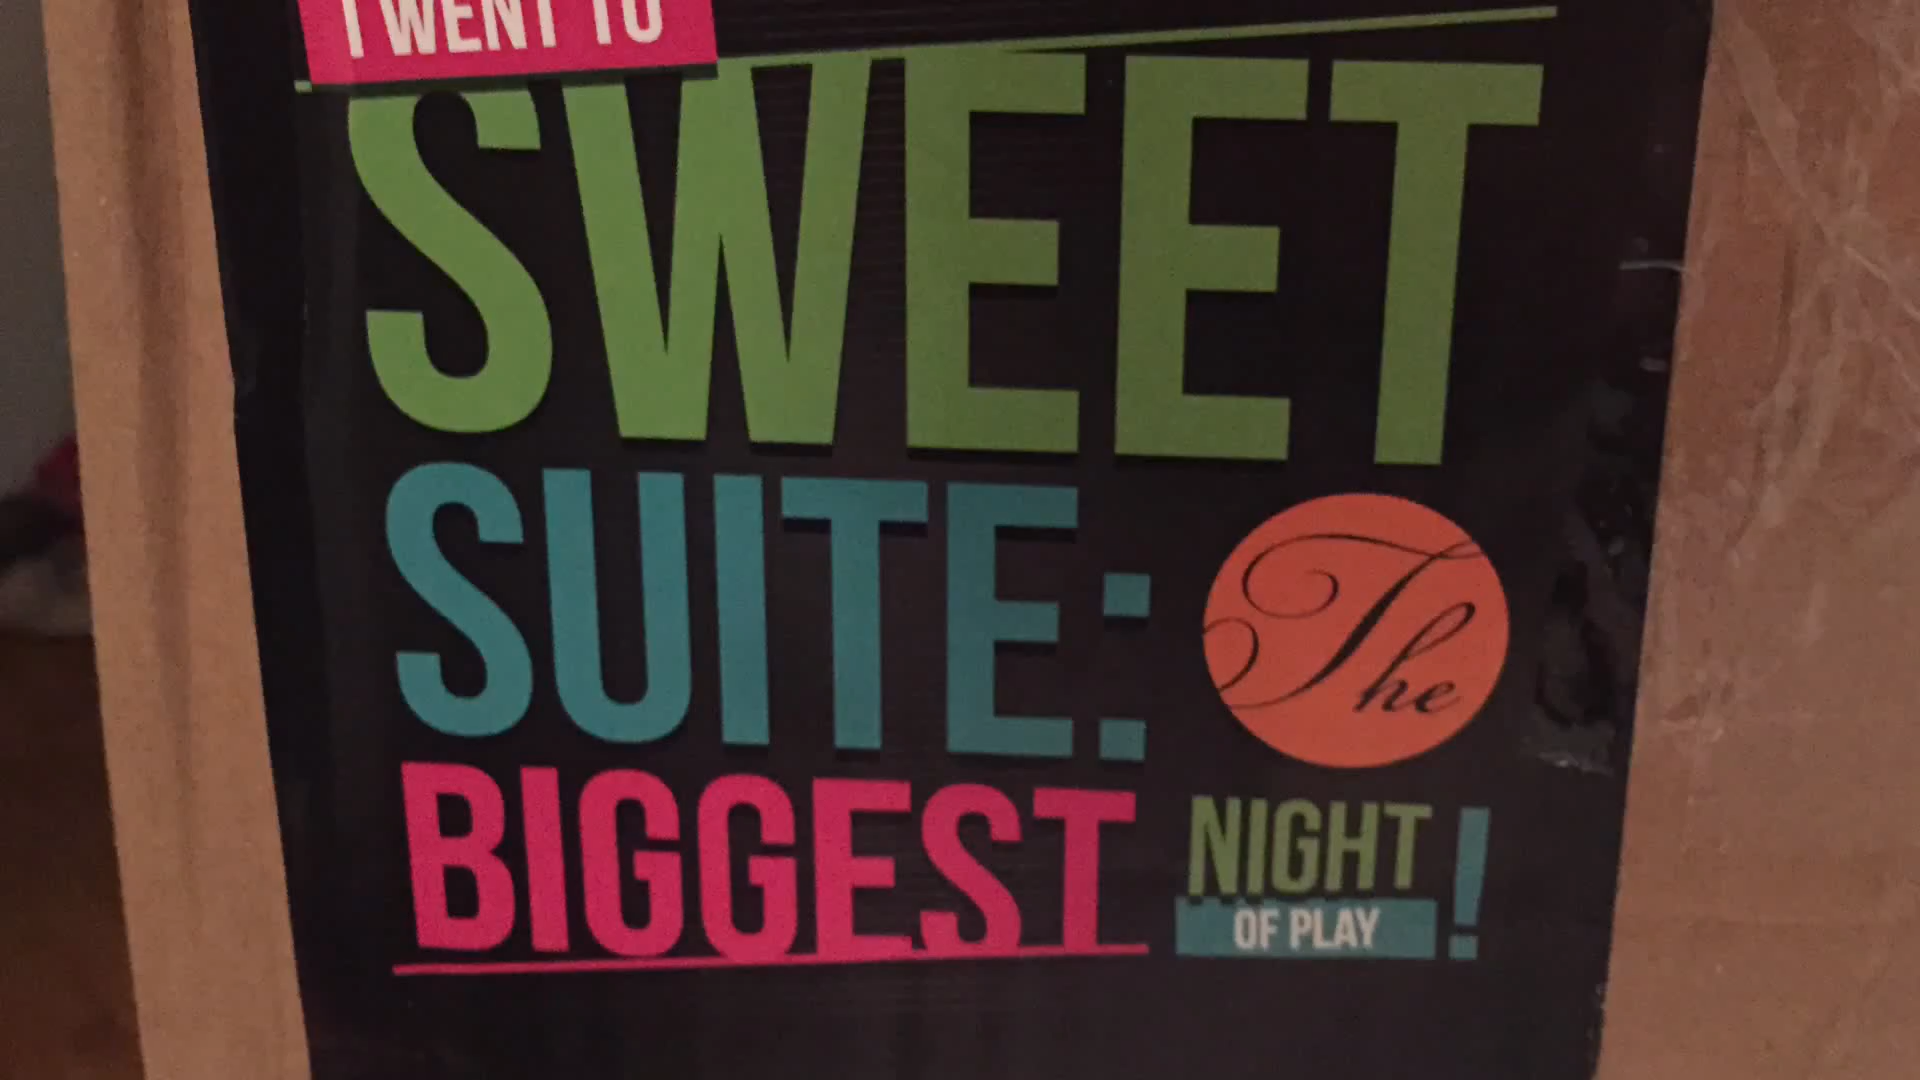 I WENT TO
SWEET
SUITE: The
BIGGEST NIGHT
OF PLAY!